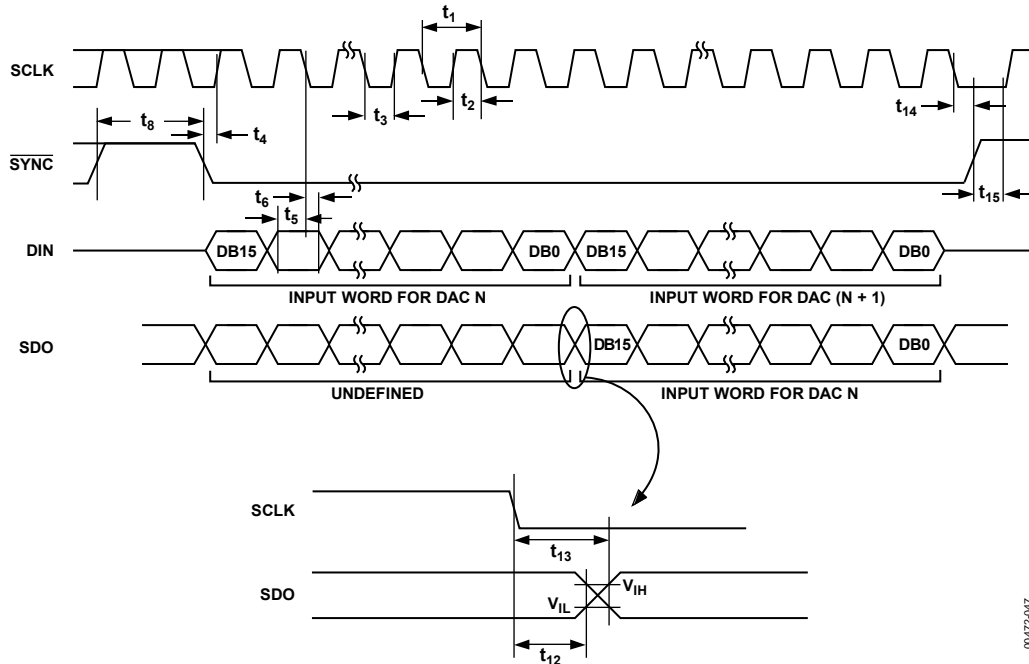 t1
SCLK
t2
t3
t14
t8
t4
SYNC
t15
t6
t5
DIN
DB15
DB0
DB15
DB0
INPUT WORD FOR DAC N
INPUT WORD FOR DAC (N + 1)
SDO
DB15
DB0
UNDEFINED
INPUT WORD FOR DAC N
SCLK
t13
SDO
VIH
VIL
t12
00472-047